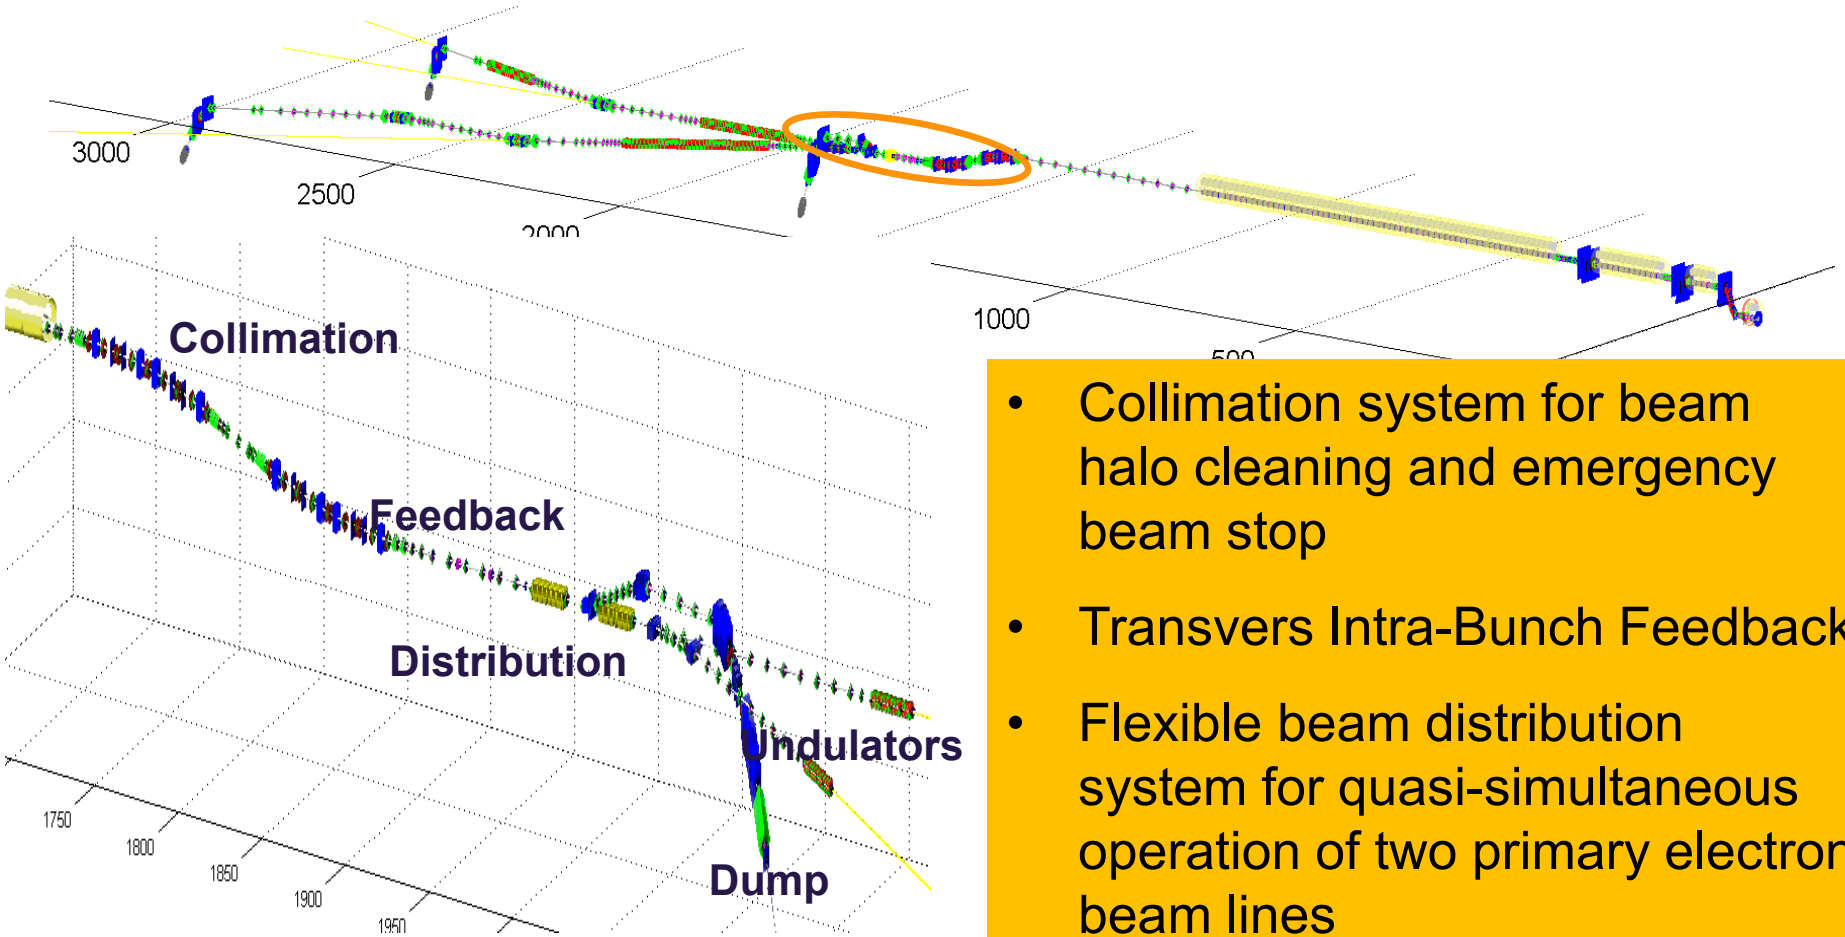 3000
2500
2000
1000
500
Collimation
Feedback
Distribution
Undulators
Dump
1750
1800
1850
1900
1950
• Collimation system for beam
halo cleaning and emergency
beam stop
• Transvers Intra-Bunch Feedback
• Flexible beam distribution
system for quasi-simultaneous
operation of two primary electron
beam lines